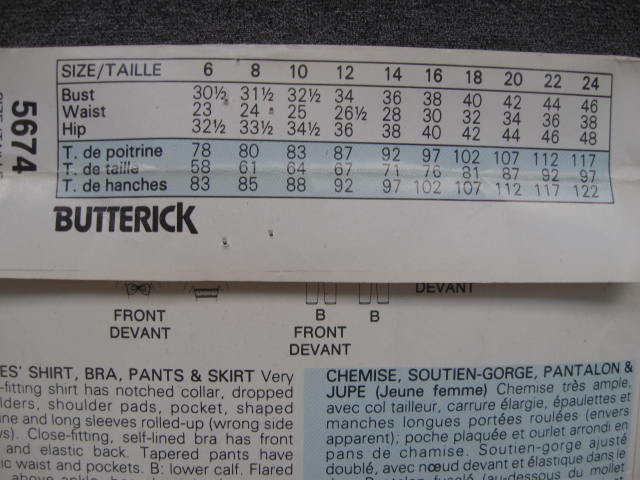 SIZE/TAILLE 6 8 10 12 14 16 18 20 22 24
Bust 30½ 31½ 32½ 34 36 38 40 42 44 46
Waist 23 24 25 26½ 28 30 32 34 36 38
Hip 32½ 33½ 34½ 36 38 40 42 44 46 48
T. de poitrine 78 80 83 87 92 97 102 107 112 117
T. de taille 58 61 64 67 71 76 81 87 92 97
T. de hanches 83 85 88 92 97 102 107 112 117 122
5674
BUTTERICK
DEVANT
FRONT
DEVANT
B B
FRONT
DEVANT
ES' SHIRT, BRA, PANTS & SKIRT Very
-fitting shirt has notched collar, dropped
lders, shoulder pads, pocket, shaped
ne and long sleeves rolled-up (wrong side
s). Close-fitting, self-lined bra has front
and elastic back. Tapered pants have
ic waist and pockets. B: lower calf. Flared
CHEMISE, SOUTIEN-GORGE, PANTALON &
JUPE (Jeune femme) Chemise très ample,
avec col tailleur, carrure élargie, épaulettes et
manches longues portées roulées (envers
apparent); poche plaquée et ourlet arrondi en
pans de chemise. Soutien-gorge ajusté
doublé, avec nœud devant et élastique dans le